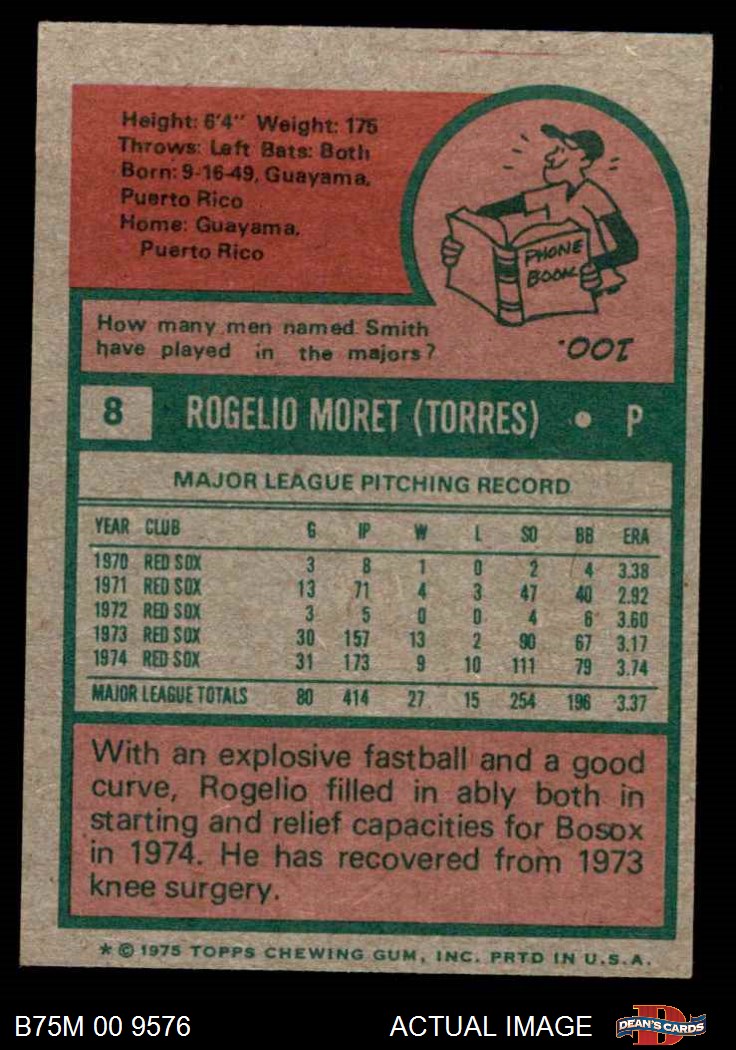 Height: 6'4" Weight: 175
Throws: Left Bats: Both
Born: 9-16-49, Guayama,
Puerto Rico
Home: Guayama,
Puerto Rico
PHONE
BOOK
How many men named Smith
have played in the majors?
100.
8 ROGELIO MORET (TORRES) • P
MAJOR LEAGUE PITCHING RECORD
YEAR CLUB G IP W L SO BB ERA
1970 RED SOX 3 8 1 0 2 4 3.38
1971 RED SOX 13 71 4 3 47 40 2.92
1972 RED SOX 3 5 0 0 4 6 3.60
1973 RED SOX 30 157 13 2 90 67 3.17
1974 RED SOX 31 173 9 10 111 79 3.74
MAJOR LEAGUE TOTALS 80 414 27 15 254 196 3.37
With an explosive fastball and a good
curve, Rogelio filled in ably both in
starting and relief capacities for Bosox
in 1974. He has recovered from 1973
knee surgery.
* © 1975 TOPPS CHEWING GUM, INC. PRTD IN U.S.A.
B75M 00 9576 ACTUAL IMAGE D DEAN'S CARDS